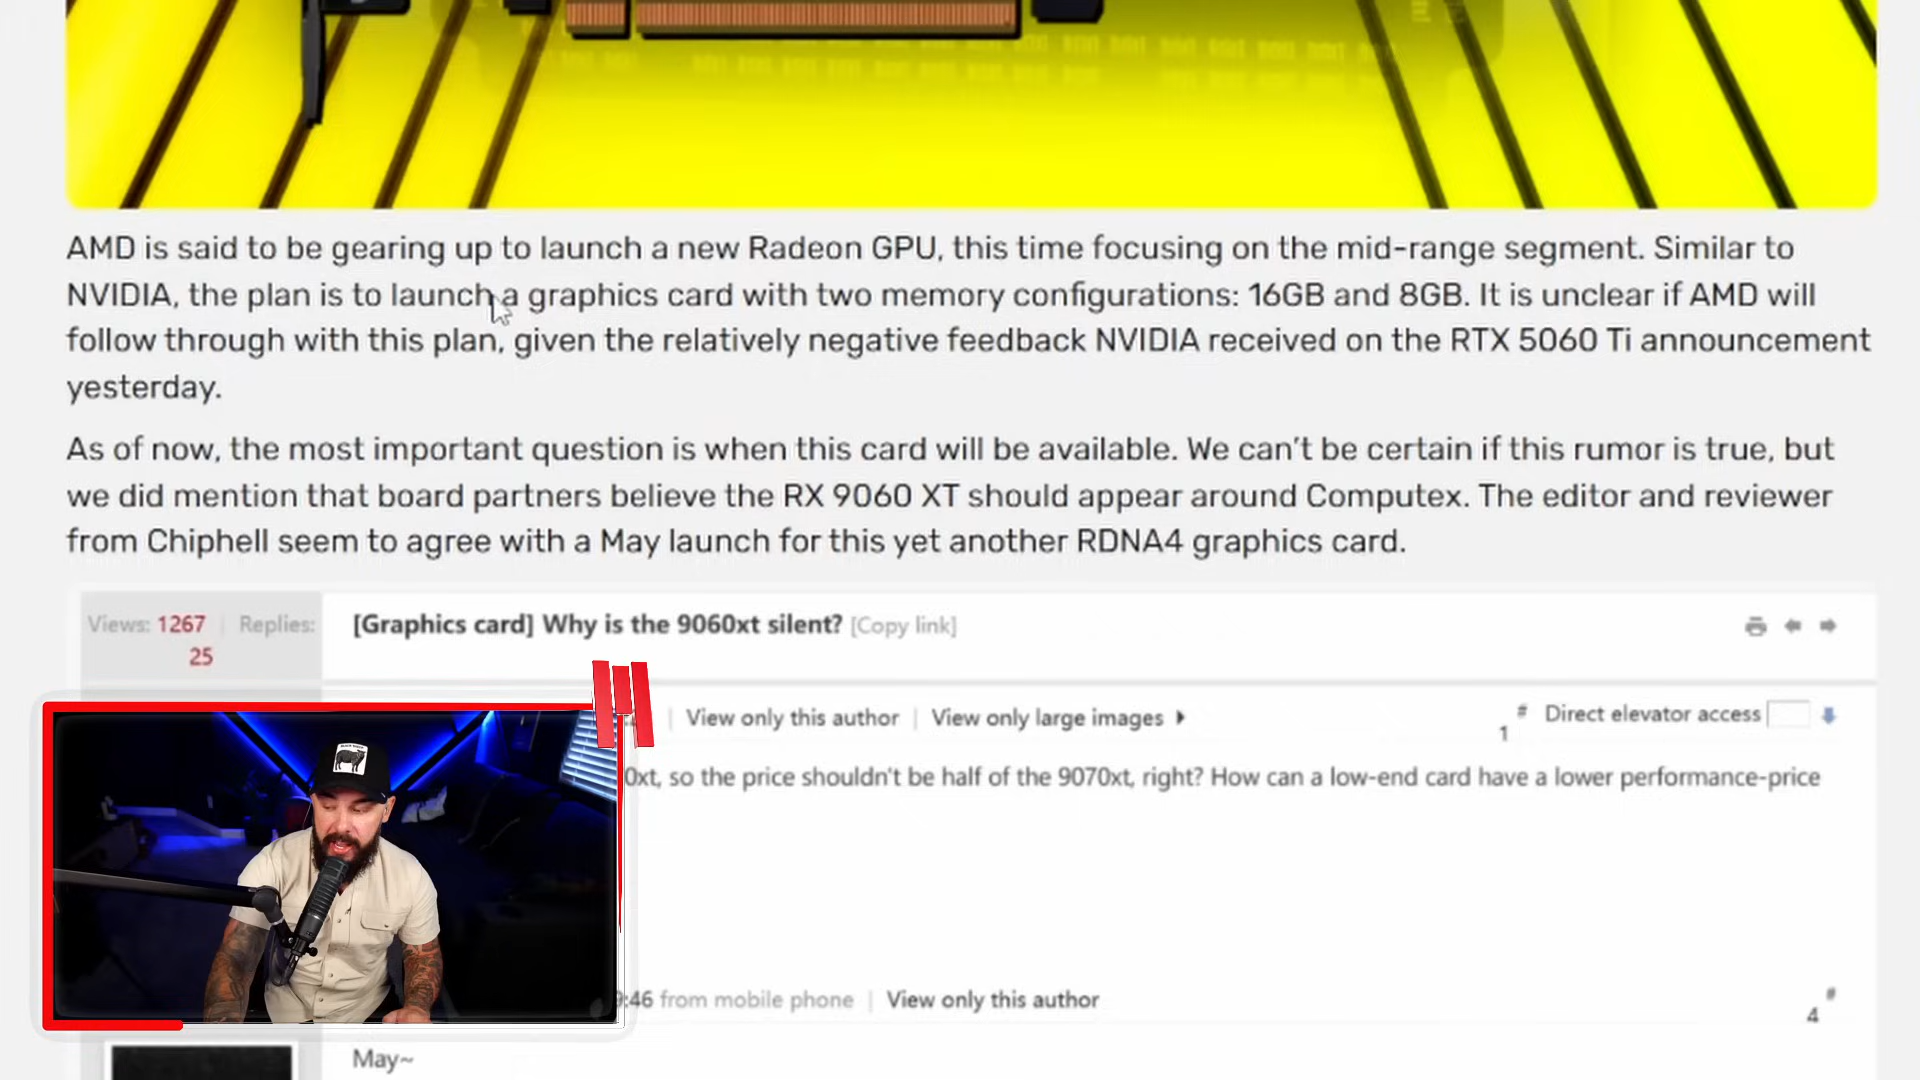 AMD is said to be gearing up to launch a new Radeon GPU, this time focusing on the mid-range segment. Similar to
NVIDIA, the plan is to launch a graphics card with two memory configurations: 16GB and 8GB. It is unclear if AMD will
follow through with this plan, given the relatively negative feedback NVIDIA received on the RTX 5060 Ti announcement
yesterday.
As of now, the most important question is when this card will be available. We can't be certain if this rumor is true, but
we did mention that board partners believe the RX 9060 XT should appear around Computex. The editor and reviewer
from Chiphell seem to agree with a May launch for this yet another RDNA4 graphics card.
Views: 1267 | Replies:
25
[Graphics card] Why is the 9060xt silent? [Copy link]
| View only this author | View only large images
# 1
Direct elevator access
0xt, so the price shouldn't be half of the 9070xt, right? How can a low-end card have a lower performance-price
:46 from mobile phone | View only this author
# 4
May~